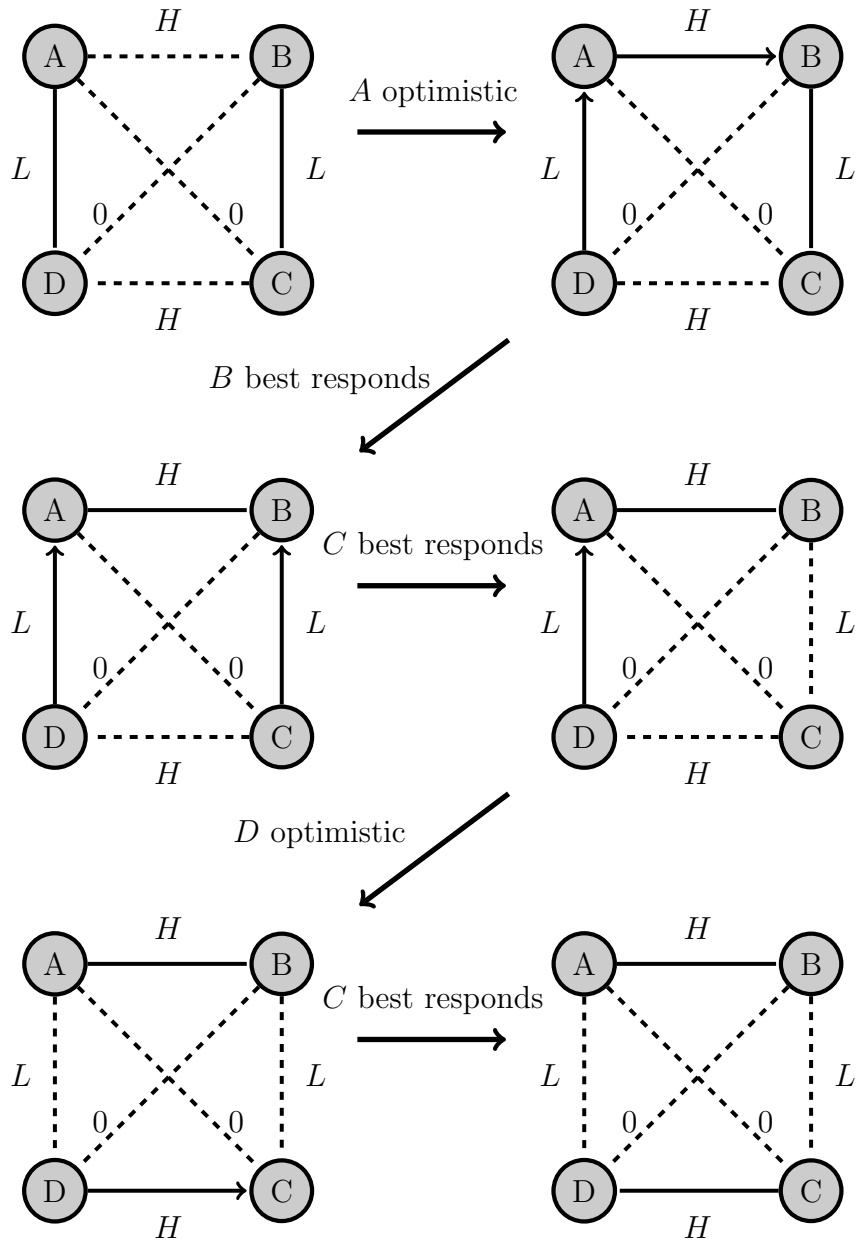 H H
A B A B
A optimistic
L L L L
0 0 0 0
D C D C
H H
B best responds
H H
A B A B
C best responds
L L L L
0 0 0 0
D C D C
H H
D optimistic
H H
A B A B
C best responds
L L L L
0 0 0 0
D C D C
H H